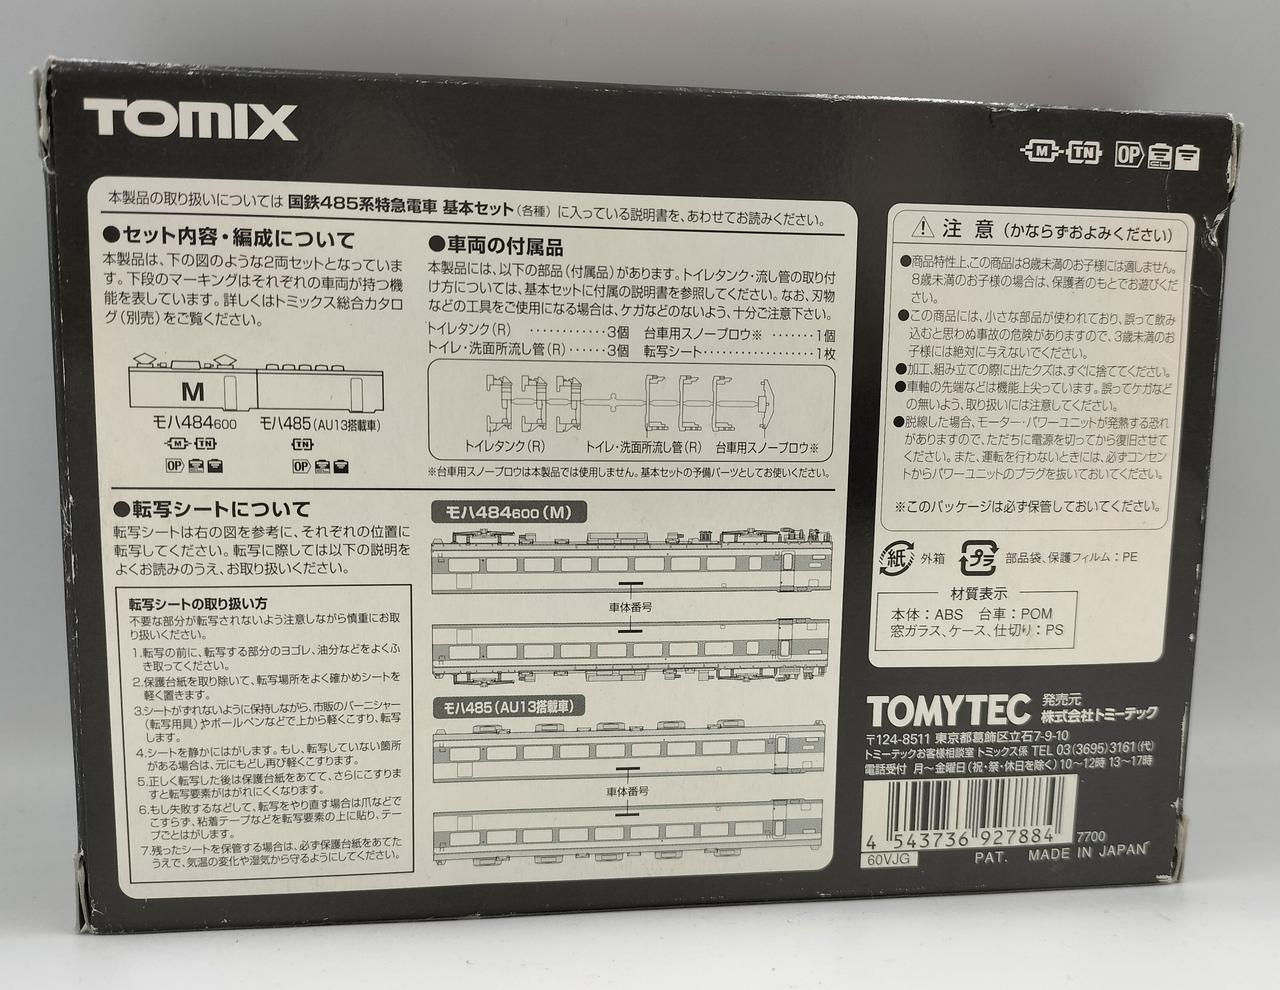 TOMIX
M TN OP CL
本製品の取り扱いについては 国鉄485系特急電車 基本セット(各種) に入っている説明書を、あわせてお読みください。
●セット内容・編成について
本製品は、下の図のような2両セットとなっていま
す。下段のマーキングはそれぞれの車両が持つ機
能を表しています。詳しくはトミックス総合カタロ
グ(別売)をご覧ください。
M
モハ484600 モハ485(AU13搭載車)
M TN TN
OP OP
●車両の付属品
本製品には、以下の部品(付属品)があります。トイレタンク・流し管の取り付
け方については、基本セットに付属の説明書を参照してください。なお、刃物
などの工具をご使用になる場合は、ケガなどのないよう、十分ご注意下さい。
トイレタンク(R) …………3個 台車用スノープロウ※ ……1個
トイレ・洗面所流し管(R)……3個 転写シート………………1枚
トイレタンク(R) トイレ・洗面所流し管(R) 台車用スノープロウ※
※台車用スノープロウは本製品では使用しません。基本セットの予備パーツとしてお使いください。
●転写シートについて
転写シートは右の図を参考に、それぞれの位置に
転写してください。転写に際しては以下の説明を
よくお読みのうえ、お取り扱いください。
転写シートの取り扱い方
不要な部分が転写されないよう注意しながら慎重にお取
り扱いください。
1.転写の前に、転写する部分のヨゴレ、油分などをよくふ
き取ってください。
2.保護台紙を取り除いて、転写場所をよく確かめシートを
軽く置きます。
3.シートがずれないように保持しながら、市販のバーニシャー
(転写用具)やボールペンなどで上から軽くこすり、転写
します。
4.シートを静かにはがします。もし、転写していない箇所
がある場合は、元にもどし再び軽くこすります。
5.正しく転写した後は保護台紙をあてて、さらにこすりま
すと転写要素がはがれにくくなります。
6.もし失敗するなどして、転写をやり直す場合は爪などで
こすらず、粘着テープなどを転写要素の上に貼り、テー
プごとはがします。
7.残ったシートを保管する場合は、必ず保護台紙をあてた
うえで、気温の変化や湿気から守るようにしてください。
モハ484600(M)
車体番号
モハ485(AU13搭載車)
車体番号
注 意 (かならずおよみください)
●商品特性上、この商品は8歳未満のお子様には適しません。
8歳未満のお子様の場合は、保護者のもとでお遊びくだ
さい。
●この商品には、小さな部品が使われており、誤って飲み
込むと思わぬ事故の危険がありますので、3歳未満のお
子様には絶対に与えないでください。
●加工、組み立ての際に出たクズは、すぐに捨ててください。
●車軸の先端などは機能上尖っています。誤ってケガなど
の無いよう、取り扱いには注意してください。
●脱線した場合、モーター・パワーユニットが発熱する恐れ
がありますので、ただちに電源を切ってから復旧させて
ください。また、運転を行わないときには、必ずコンセン
トからパワーユニットのプラグを抜いておいてください。
※このパッケージは必ず保管しておいてください。
紙 外箱 プラ 部品袋、保護フィルム：PE
材質表示
本体：ABS 台車：POM
窓ガラス、ケース、仕切り：PS
TOMYTEC 発売元
株式会社トミーテック
〒124-8511 東京都葛飾区立石7-9-10
トミーテックお客様相談室 トミックス係 TEL 03(3695)3161(代)
電話受付 月〜金曜日(祝・祭・休日を除く)10〜12時 13〜17時
4 543736 927884 7700
60VJG
PAT. MADE IN JAPAN